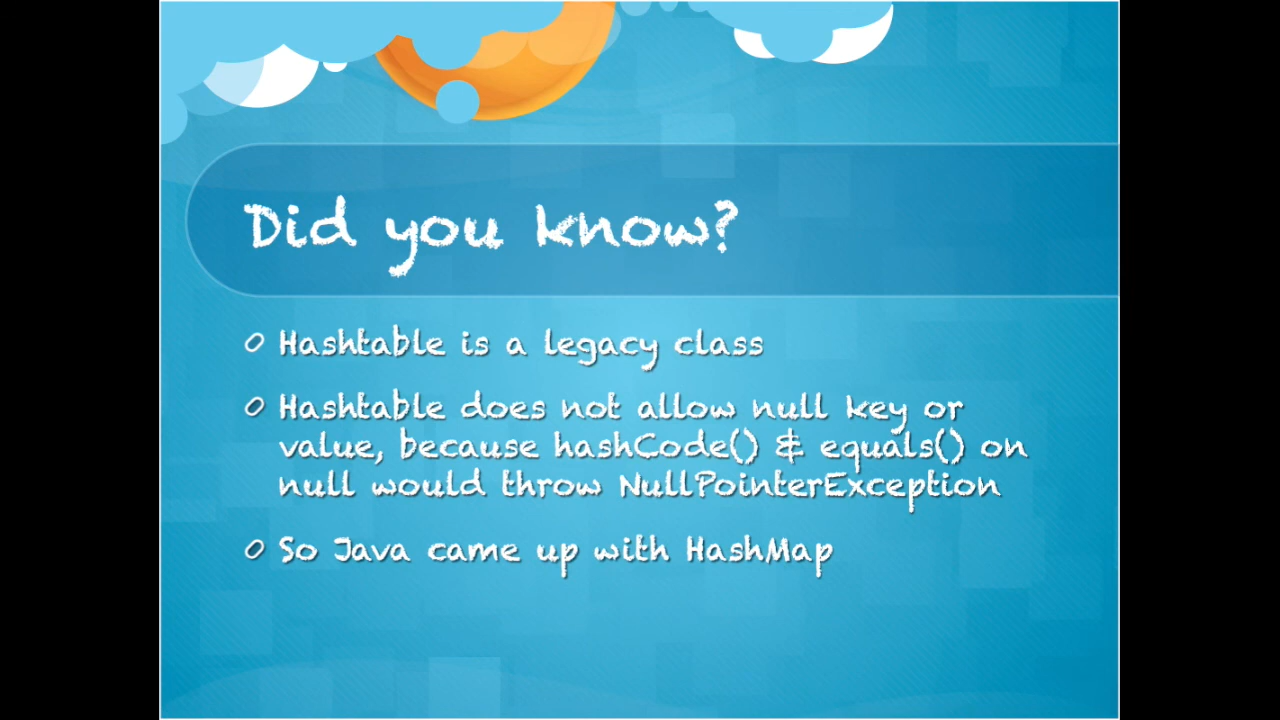 Did you know?
Hashtable is a legacy class
Hashtable does not allow null key or
value, because hashCode() & equals() on
null would throw NullPointerException
So Java came up with HashMap